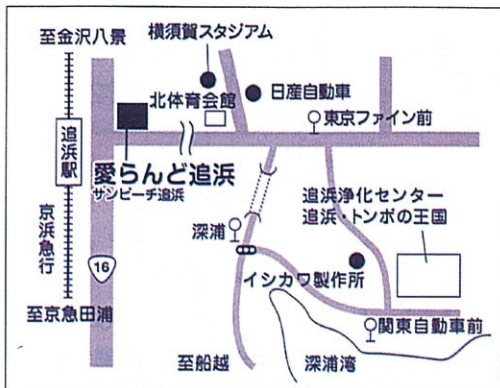 至金沢八景
横須賀スタジアム
北体育会館
日産自動車
東京ファイン前
追浜駅
愛らんど追浜
サンビーチ追浜
追浜浄化センター
追浜・トンボの王国
深浦
京浜急行
16
イシカワ製作所
至京急田浦
関東自動車前
至船越
深浦湾